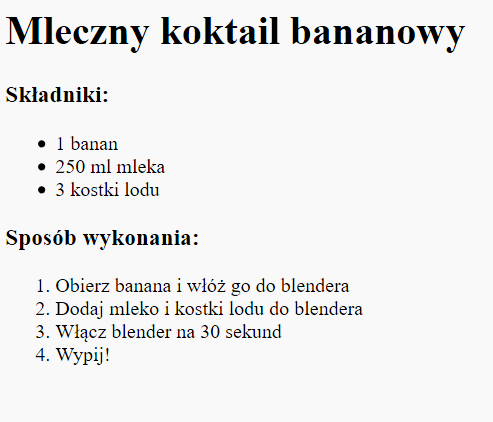 Mleczny koktail bananowy
Składniki:
• 1 banan
• 250 ml mleka
• 3 kostki lodu
Sposób wykonania:
1. Obierz banana i włóż go do blendera
2. Dodaj mleko i kostki lodu do blendera
3. Włącz blender na 30 sekund
4. Wypij!